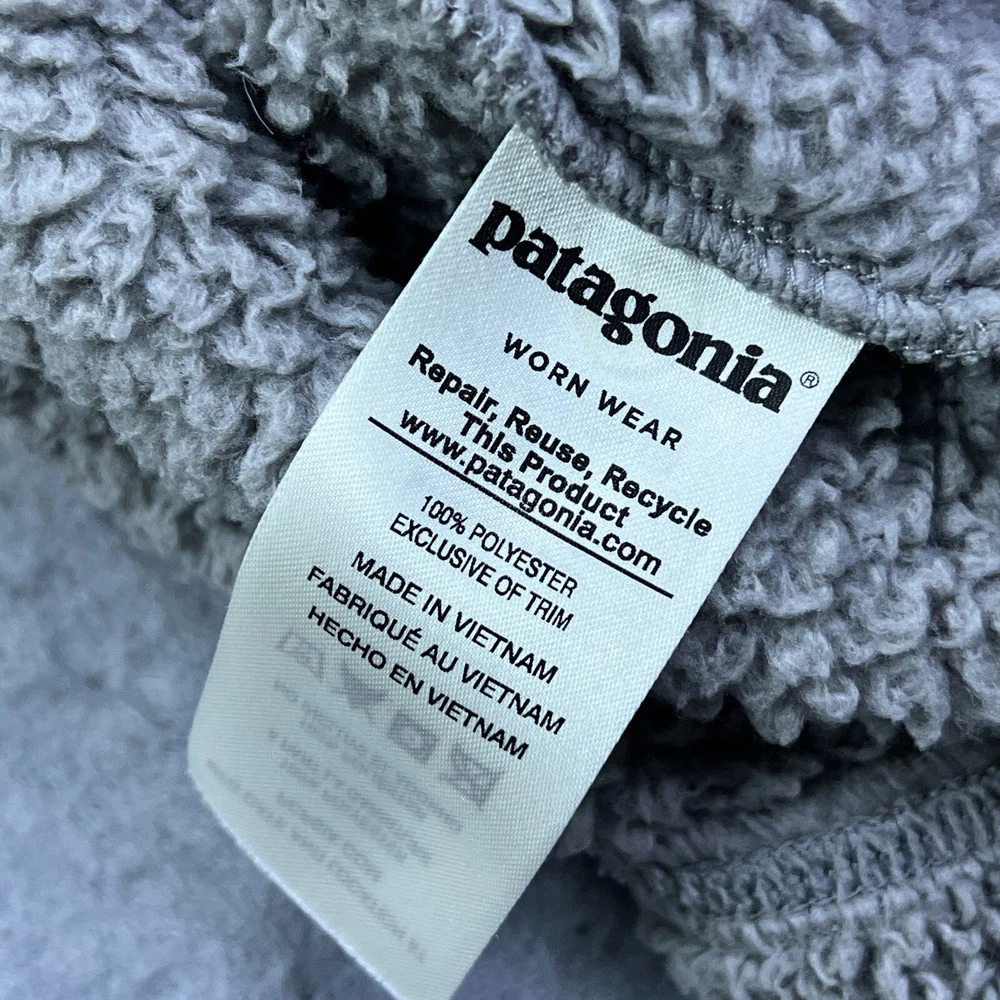 patagonia®
WORN WEAR
Repair, Reuse, Recycle
This Product
www.patagonia.com
100% POLYESTER
EXCLUSIVE OF TRIM
MADE IN VIETNAM
FABRIQUÉ AU VIETNAM
HECHO EN VIETNAM